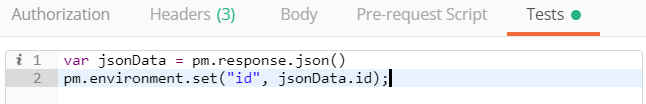 Authorization Headers (3) Body Pre-request Script Tests
i 1 var jsonData = pm.response.json()
2 pm.environment.set("id", jsonData.id);